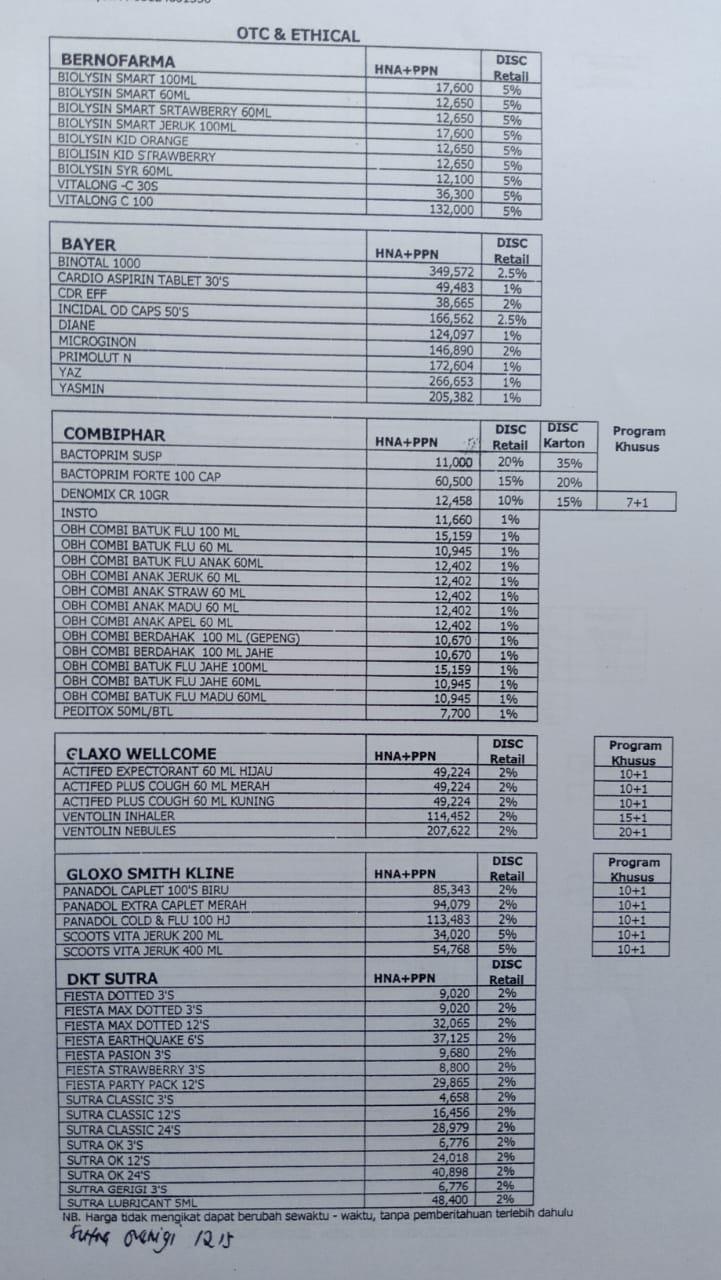 OTC & ETHICAL
BERNOFARMA HNA+PPN DISC Retail
BIOLYSIN SMART 100ML 17,600 5%
BIOLYSIN SMART 60ML 12,650 5%
BIOLYSIN SMART SRTAWBERRY 60ML 12,650 5%
BIOLYSIN SMART JERUK 100ML 17,600 5%
BIOLYSIN KID ORANGE 12,650 5%
BIOLISIN KID STRAWBERRY 12,650 5%
BIOLYSIN SYR 60ML 12,100 5%
VITALONG -C 30S 36,300 5%
VITALONG C 100 132,000 5%
BAYER HNA+PPN DISC Retail
BINOTAL 1000 349,572 2.5%
CARDIO ASPIRIN TABLET 30'S 49,483 1%
CDR EFF 38,665 2%
INCIDAL OD CAPS 50'S 166,562 2.5%
DIANE 124,097 1%
MICROGINON 146,890 2%
PRIMOLUT N 172,604 1%
YAZ 266,653 1%
YASMIN 205,382 1%
COMBIPHAR HNA+PPN DISC Retail DISC Karton Program Khusus
BACTOPRIM SUSP 11,000 20% 35%
BACTOPRIM FORTE 100 CAP 60,500 15% 20%
DENOMIX CR 10GR 12,458 10% 15% 7+1
INSTO 11,660 1%
OBH COMBI BATUK FLU 100 ML 15,159 1%
OBH COMBI BATUK FLU 60 ML 10,945 1%
OBH COMBI BATUK FLU ANAK 60ML 12,402 1%
OBH COMBI ANAK JERUK 60 ML 12,402 1%
OBH COMBI ANAK STRAW 60 ML 12,402 1%
OBH COMBI ANAK MADU 60 ML 12,402 1%
OBH COMBI ANAK APEL 60 ML 12,402 1%
OBH COMBI BERDAHAK 100 ML (GEPENG) 10,670 1%
OBH COMBI BERDAHAK 100 ML JAHE 10,670 1%
OBH COMBI BATUK FLU JAHE 100ML 15,159 1%
OBH COMBI BATUK FLU JAHE 60ML 10,945 1%
OBH COMBI BATUK FLU MADU 60ML 10,945 1%
PEDITOX 50ML/BTL 7,700 1%
GLAXO WELLCOME HNA+PPN DISC Retail Program Khusus
ACTIFED EXPECTORANT 60 ML HIJAU 49,224 2% 10+1
ACTIFED PLUS COUGH 60 ML MERAH 49,224 2% 10+1
ACTIFED PLUS COUGH 60 ML KUNING 49,224 2% 10+1
VENTOLIN INHALER 114,452 2% 15+1
VENTOLIN NEBULES 207,622 2% 20+1
GLOXO SMITH KLINE HNA+PPN DISC Retail Program Khusus
PANADOL CAPLET 100'S BIRU 85,343 2% 10+1
PANADOL EXTRA CAPLET MERAH 94,079 2% 10+1
PANADOL COLD & FLU 100 HJ 113,483 2% 10+1
SCOOTS VITA JERUK 200 ML 34,020 5% 10+1
SCOOTS VITA JERUK 400 ML 54,768 5% 10+1
DKT SUTRA HNA+PPN DISC Retail
FIESTA DOTTED 3'S 9,020 2%
FIESTA MAX DOTTED 3'S 9,020 2%
FIESTA MAX DOTTED 12'S 32,065 2%
FIESTA EARTHQUAKE 6'S 37,125 2%
FIESTA PASION 3'S 9,680 2%
FIESTA STRAWBERRY 3'S 8,800 2%
FIESTA PARTY PACK 12'S 29,865 2%
SUTRA CLASSIC 3'S 4,658 2%
SUTRA CLASSIC 12'S 16,456 2%
SUTRA CLASSIC 24'S 28,979 2%
SUTRA OK 3'S 6,776 2%
SUTRA OK 12'S 24,018 2%
SUTRA OK 24'S 40,898 2%
SUTRA GERIGI 3'S 6,776 2%
SUTRA LUBRICANT 5ML 48,400 2%
NB. Harga tidak mengikat dapat berubah sewaktu - waktu, tanpa pemberitahuan terlebih dahulu
Sutra